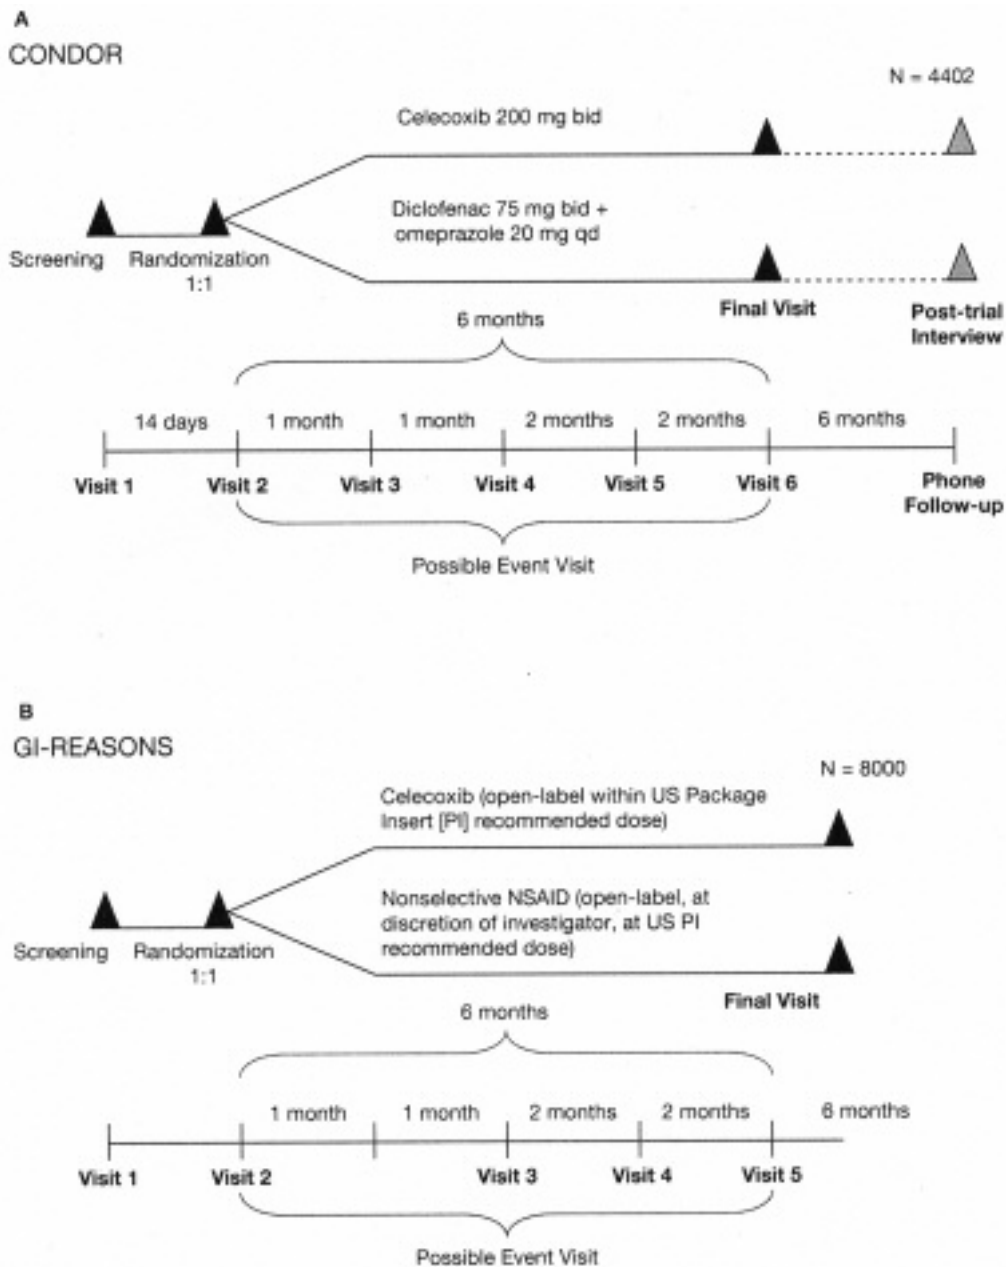 A
CONDOR
N = 4402
Celecoxib 200 mg bid
Diclofenac 75 mg bid +
omeprazole 20 mg qd
Screening
Randomization
1:1
Final Visit
Post-trial
Interview
6 months
14 days
1 month
1 month
2 months
2 months
6 months
Visit 1
Visit 2
Visit 3
Visit 4
Visit 5
Visit 6
Phone
Follow-up
Possible Event Visit
B
GI-REASONS
N = 8000
Celecoxib (open-label within US Package
Insert [PI] recommended dose)
Nonselective NSAID (open-label, at
discretion of investigator, at US PI
recommended dose)
Screening
Randomization
1:1
Final Visit
6 months
1 month
1 month
2 months
2 months
6 months
Visit 1
Visit 2
Visit 3
Visit 4
Visit 5
Possible Event Visit